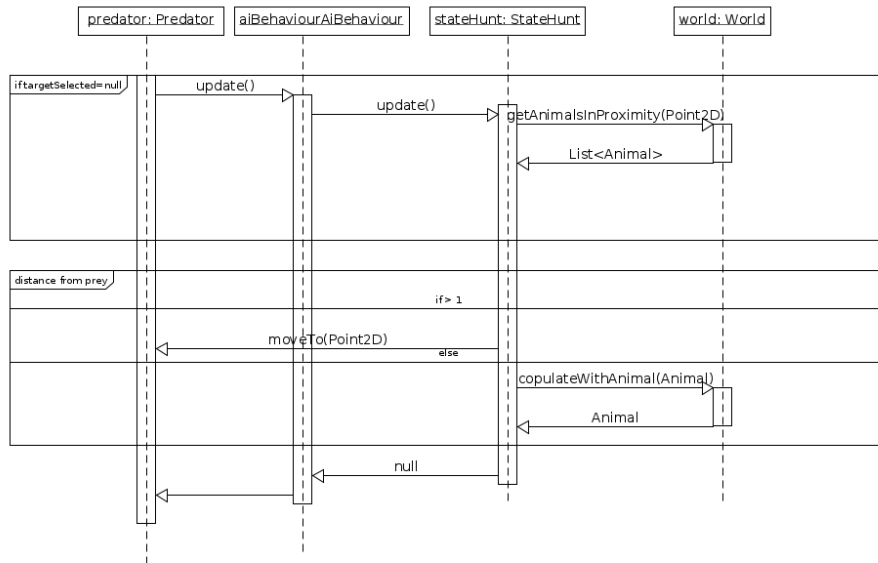 predator: Predator
aiBehaviourAiBehaviour
stateHunt: StateHunt
world: World
iftargetSelected=null
update()
update()
getAnimalsInProximity(Point2D)
List<Animal>
distance from prey
if> 1
moveTo(Point2D)
else
copulateWithAnimal(Animal)
Animal
null